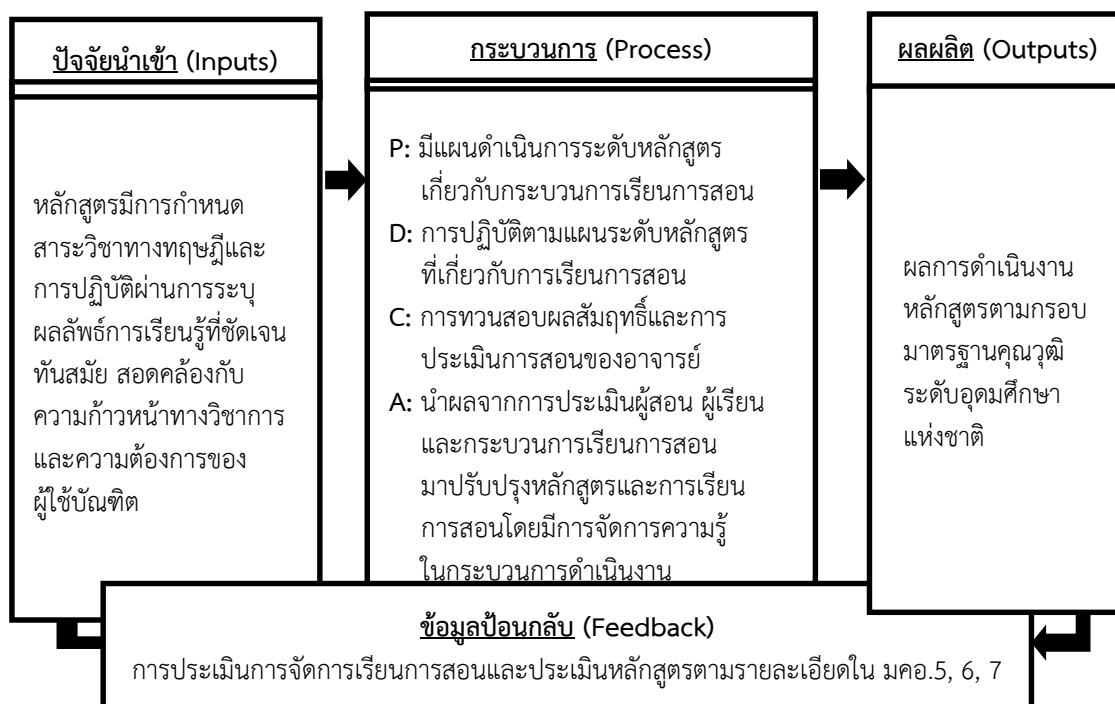 ปัจจัยนำเข้า (Inputs)
หลักสูตรมีการกำหนด
สาระวิชาทางทฤษฎีและ
การปฏิบัติผ่านการระบุ
ผลลัพธ์การเรียนรู้ที่ชัดเจน
ทันสมัย สอดคล้องกับ
ความก้าวหน้าทางวิชาการ
และความต้องการของ
ผู้ใช้บัณฑิต
กระบวนการ (Process)
P: มีแผนดำเนินการระดับหลักสูตร
เกี่ยวกับกระบวนการเรียนการสอน
D: การปฏิบัติตามแผนระดับหลักสูตร
ที่เกี่ยวกับการเรียนการสอน
C: การทวนสอบผลสัมฤทธิ์และการ
ประเมินการสอนของอาจารย์
A: นำผลจากการประเมินผู้สอน ผู้เรียน
และกระบวนการเรียนการสอน
มาปรับปรุงหลักสูตรและการเรียน
การสอนโดยมีการจัดการความรู้
ในกระบวนการดำเนินงาน
ผลผลิต (Outputs)
ผลการดำเนินงาน
หลักสูตรตามกรอบ
มาตรฐานคุณวุฒิ
ระดับอุดมศึกษา
แห่งชาติ
ข้อมูลป้อนกลับ (Feedback)
การประเมินการจัดการเรียนการสอนและประเมินหลักสูตรตามรายละเอียดใน มคอ.5, 6, 7